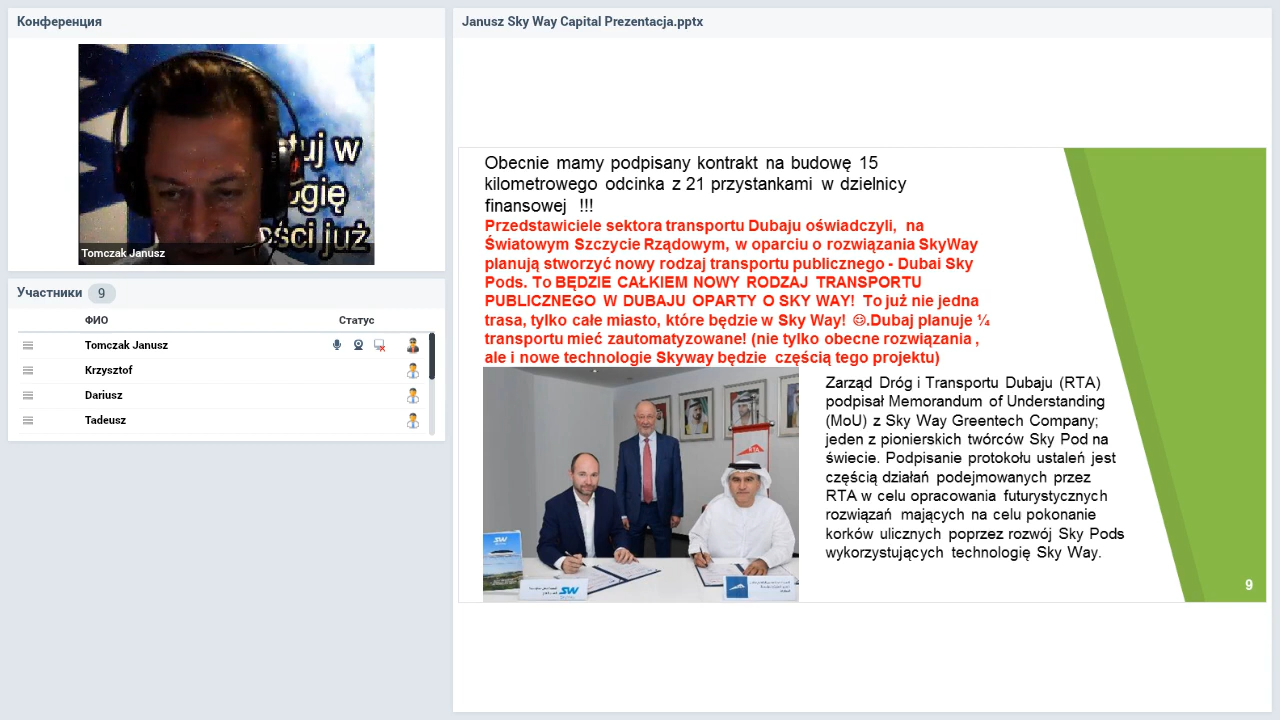 Конференция
tuj w
gię
ści już
Tomczak Janusz
Участники 9
ФИО Статус
Tomczak Janusz
Krzysztof
Dariusz
Tadeusz
Janusz Sky Way Capital Prezentacja.pptx
Obecnie mamy podpisany kontrakt na budowę 15
kilometrowego odcinka z 21 przystankami w dzielnicy
finansowej !!!
Przedstawiciele sektora transportu Dubaju oświadczyli, na
Światowym Szczycie Rządowym, w oparciu o rozwiązania SkyWay
planują stworzyć nowy rodzaj transportu publicznego - Dubai Sky
Pods. To BĘDZIE CAŁKIEM NOWY RODZAJ TRANSPORTU
PUBLICZNEGO W DUBAJU OPARTY O SKY WAY! To już nie jedna
trasa, tylko całe miasto, które będzie w Sky Way! ☺.Dubaj planuje ¼
transportu mieć zautomatyzowane! (nie tylko obecne rozwiązania ,
ale i nowe technologie Skyway będzie częścią tego projektu)
RTA
SW
SW
Zarząd Dróg i Transportu Dubaju (RTA)
podpisał Memorandum of Understanding
(MoU) z Sky Way Greentech Company;
jeden z pionierskich twórców Sky Pod na
świecie. Podpisanie protokołu ustaleń jest
częścią działań podejmowanych przez
RTA w celu opracowania futurystycznych
rozwiązań mających na celu pokonanie
korków ulicznych poprzez rozwój Sky Pods
wykorzystujących technologię Sky Way.
9